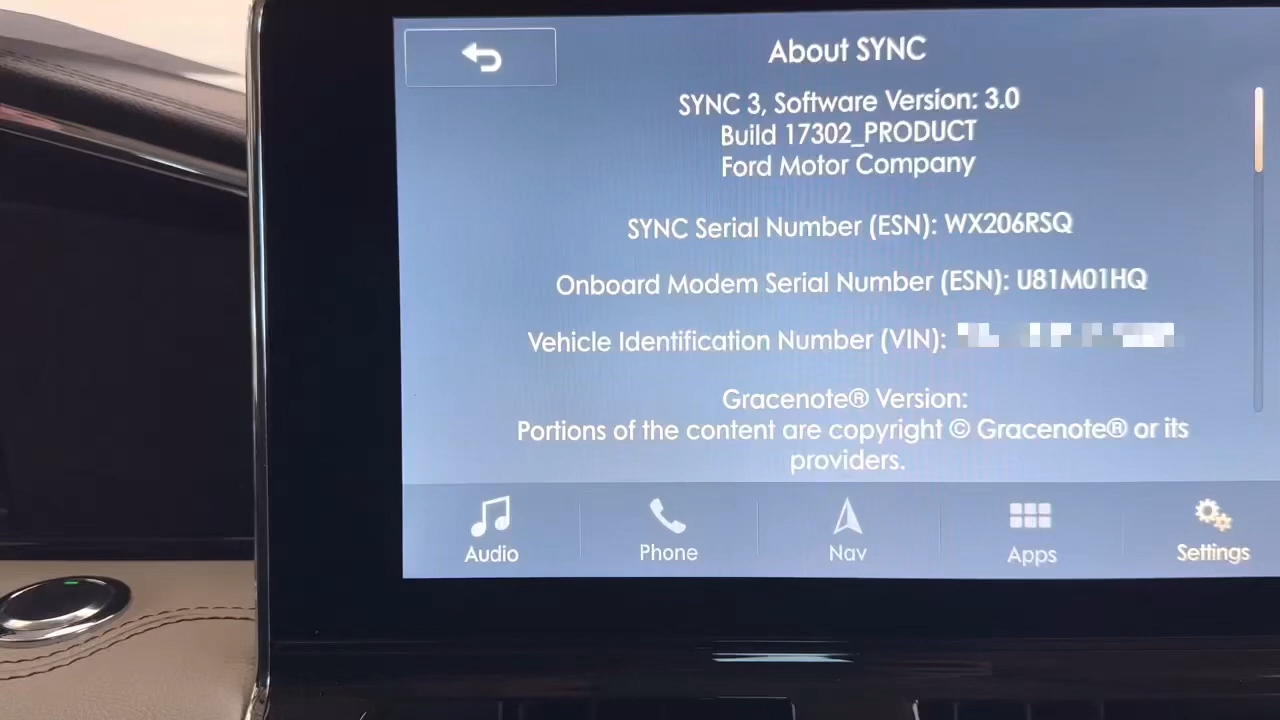 About SYNC
SYNC 3, Software Version: 3.0
Build 17302_PRODUCT
Ford Motor Company
SYNC Serial Number (ESN): WX206RSQ
Onboard Modem Serial Number (ESN): U81M01HQ
Vehicle Identification Number (VIN):
Gracenote® Version:
Portions of the content are copyright © Gracenote® or its
providers.
Audio
Phone
Nav
Apps
Settings